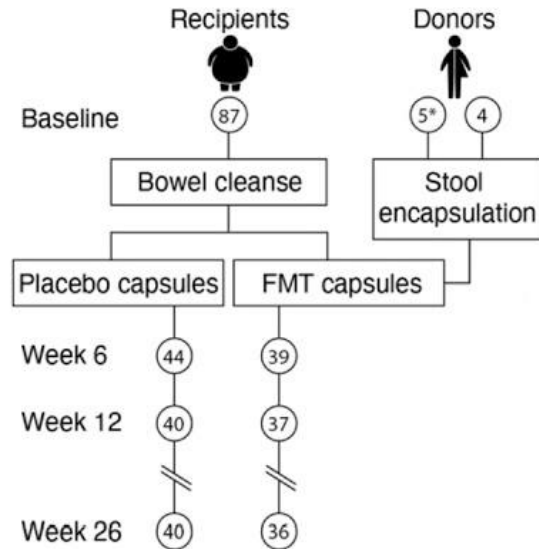 Recipients Donors
Baseline 87 5* 4
Bowel cleanse
Stool
encapsulation
Placebo capsules FMT capsules
Week 6 44 39
Week 12 40 37
Week 26 40 36